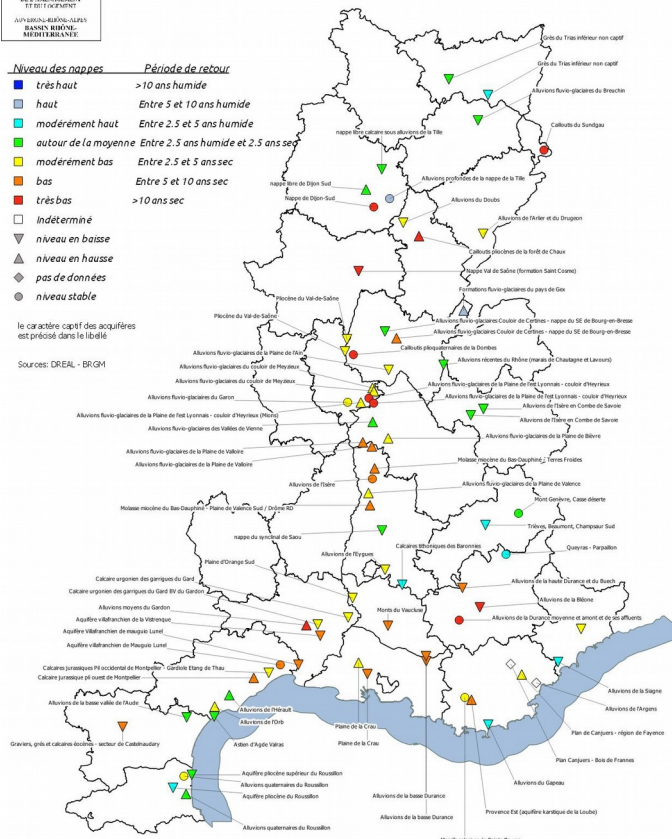 DE L'AMÉNAGEMENT
ET DU LOGEMENT
AUVERGNE-RHÔNE-ALPES
BASSIN RHÔNE-
MÉDITERRANÉE
Niveau des nappes Période de retour
très haut >10 ans humide
haut Entre 5 et 10 ans humide
modérément haut Entre 2.5 et 5 ans humide
autour de la moyenne Entre 2.5 ans humide et 2.5 ans sec
modérément bas Entre 2.5 et 5 ans sec
bas Entre 5 et 10 ans sec
très bas >10 ans sec
Indéterminé
niveau en baisse
niveau en hausse
pas de données
niveau stable
le caractère captif des aquifères
est précisé dans le libellé
Sources: DREAL - BRGM
Grès du Trias inférieur non captif
Grès du Trias inférieur non captif
Alluvions fluvio-glaciaires du Breuchin
Cailloutis du Sundgau
nappe libre calcaire sous alluvions de la Tille
Alluvions profondes de la nappe de la Tille
nappe libre de Dijon Sud
Nappe de Dijon-Sud
Alluvions du Doubs
Alluvions de l'Arlier et du Drugeon
Cailloutis pliocènes de la forêt de Chaux
Nappe Val de Saône (formation Saint Cosme)
Formations fluvio-glaciaires du pays de Gex
Pliocène du Val-de-Saône
Pliocène du Val-de-Saône
Alluvions fluvio-glaciaires Couloir de Certines - nappe du SE de Bourg-en-Bresse
Alluvions fluvio-glaciaires Couloir de Certines - nappe du SE de Bourg-en-Bresse
Cailloutis plioquaternaires de la Dombes
Alluvions fluvio-glaciaires de la Plaine de l'Ain
Alluvions récentes du Rhône (marais de Chautagne et Lavours)
Alluvions fluvio-glaciaires du couloir de Meyzieux
Alluvions fluvio-glaciaires du couloir de Meyzieux
Alluvions fluvio-glaciaires de la Plaine de l'est Lyonnais - couloir d'Heyrieux
Alluvions fluvio-glaciaires du Garon
Alluvions fluvio-glaciaires de la Plaine de l'est Lyonnais - couloir d'Heyrieux
Alluvions de l'Isère en Combe de Savoie
Alluvions fluvio-glaciaires de la Plaine de l'est Lyonnais - couloir d'Heyrieux (Mions)
Alluvions de l'Isère en Combe de Savoie
Alluvions fluvio-glaciaires des Vallées de Vienne
Alluvions fluvio-glaciaires de la Plaine de Bièvre
Alluvions fluvio-glaciaires de la Plaine de Valloire
Alluvions fluvio-glaciaires de la Plaine de Valloire
Molasse miocène du Bas-Dauphiné - Terres Froides
Alluvions de l'Isère
Alluvions fluvio-glaciaires de la Plaine de Valence
Mont Genèvre, Casse déserte
Molasse miocène du Bas-Dauphiné - Plaine de Valence Sud / Drôme RD
Trièves, Beaumont, Champsaur Sud
nappe du synclinal de Saou
Calcaires tithoniques des Baronnies
Queyras - Parpaillon
Alluvions de l'Eygues
Plaine d'Orange Sud
Calcaire urgonien des garrigues du Gard
Alluvions de la haute Durance et du Buech
Calcaire urgonien des garrigues du Gard BV du Gardon
Alluvions de la Bléone
Alluvions moyens du Gardon
Monts du Vaucluse
Alluvions de la Durance moyenne et amont et de ses affluents
Aquifère villafranchien de la Vistrenque
Aquifère villafranchien de mauguio Lunel
Aquifère villafranchien de mauguio Lunel
Calcaires jurassiques Pli occidental de Montpellier - Gardiole Etang de Thau
Calcaire jurassique pli ouest de Montpellier
Alluvions de la Siagne
Alluvions de la basse vallée de l'Aude
Alluvions de l'Hérault
Alluvions de l'Argens
Alluvions de l'Orb
Plaine de la Crau
Plan de Canjuers - région de Fayence
Graviers, grès et calcaires éocènes - secteur de Castelnaudary
Astien d'Agde Valras
Plaine de la Crau
Plan Canjuers - Bois de Frannes
Aquifère pliocène supérieur du Roussillon
Alluvions du Gapeau
Alluvions quaternaires du Roussillon
Aquifère pliocène du Roussillon
Alluvions de la basse Durance
Provence Est (aquifère karstique de la Loube)
Alluvions de la basse Durance
Alluvions quaternaires du Roussillon